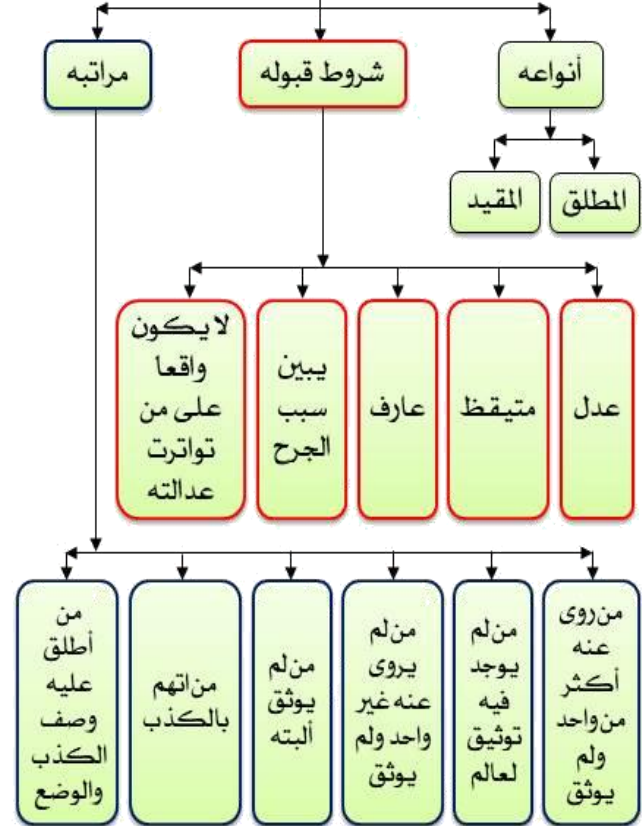 أنواعه
شروط قبوله
مراتبه
المطلق
المقيد
عدل
متيقظ
عارف
يبين
سبب
الجرح
لا يكون
واقعا
على من
تواترت
عدالته
من روى
عنه
أكثر
من واحد
ولم
يوثق
من لم
يوجد
فيه
توثيق
لعالم
من لم
يروى
عنه غير
واحد ولم
يوثق
من لم
يوثق
ألبته
من اتهم
بالكذب
من
أطلق
عليه
وصف
الكذب
والوضع